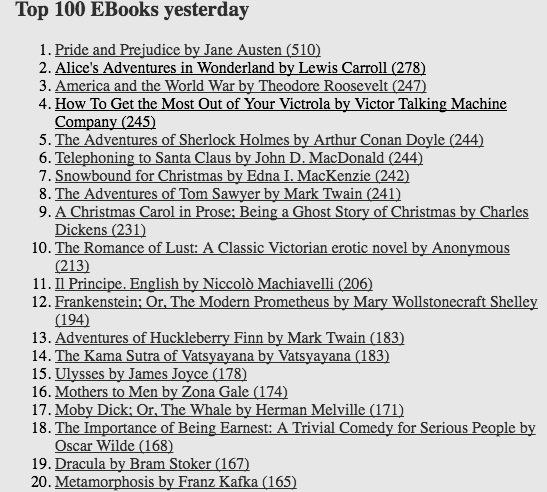 Top 100 EBooks yesterday
1. Pride and Prejudice by Jane Austen (510)
2. Alice's Adventures in Wonderland by Lewis Carroll (278)
3. America and the World War by Theodore Roosevelt (247)
4. How To Get the Most Out of Your Victrola by Victor Talking Machine
Company (245)
5. The Adventures of Sherlock Holmes by Arthur Conan Doyle (244)
6. Telephoning to Santa Claus by John D. MacDonald (244)
7. Snowbound for Christmas by Edna I. MacKenzie (242)
8. The Adventures of Tom Sawyer by Mark Twain (241)
9. A Christmas Carol in Prose; Being a Ghost Story of Christmas by Charles
Dickens (231)
10. The Romance of Lust: A Classic Victorian erotic novel by Anonymous
(213)
11. Il Principe. English by Niccolò Machiavelli (206)
12. Frankenstein; Or, The Modern Prometheus by Mary Wollstonecraft Shelley
(194)
13. Adventures of Huckleberry Finn by Mark Twain (183)
14. The Kama Sutra of Vatsyayana by Vatsyayana (183)
15. Ulysses by James Joyce (178)
16. Mothers to Men by Zona Gale (174)
17. Moby Dick; Or, The Whale by Herman Melville (171)
18. The Importance of Being Earnest: A Trivial Comedy for Serious People by
Oscar Wilde (168)
19. Dracula by Bram Stoker (167)
20. Metamorphosis by Franz Kafka (165)